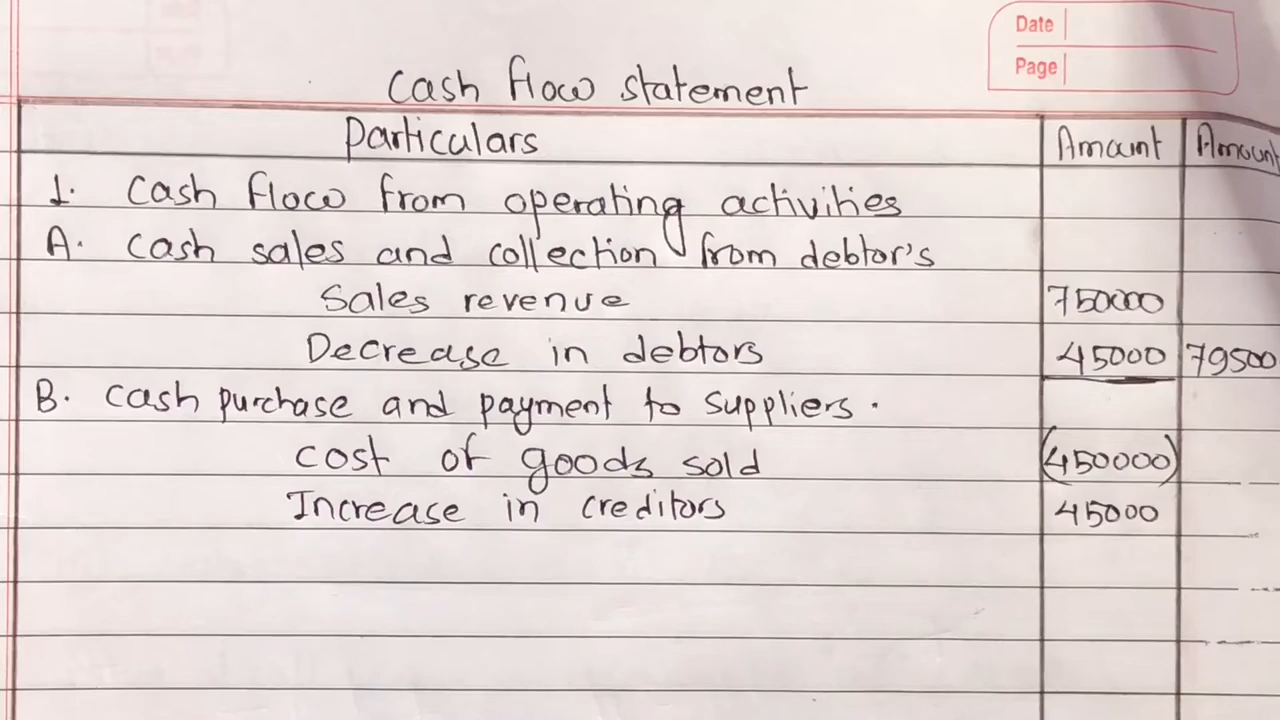 Date
Page
Cash flow statement
Particulars Amount Amount
1. Cash flow from operating activities
A. Cash sales and collection from debtor's
Sales revenue 750000
Decrease in debtors 45000 79500
B. Cash purchase and payment to suppliers.
Cost of goods sold (450000)
Increase in creditors 45000